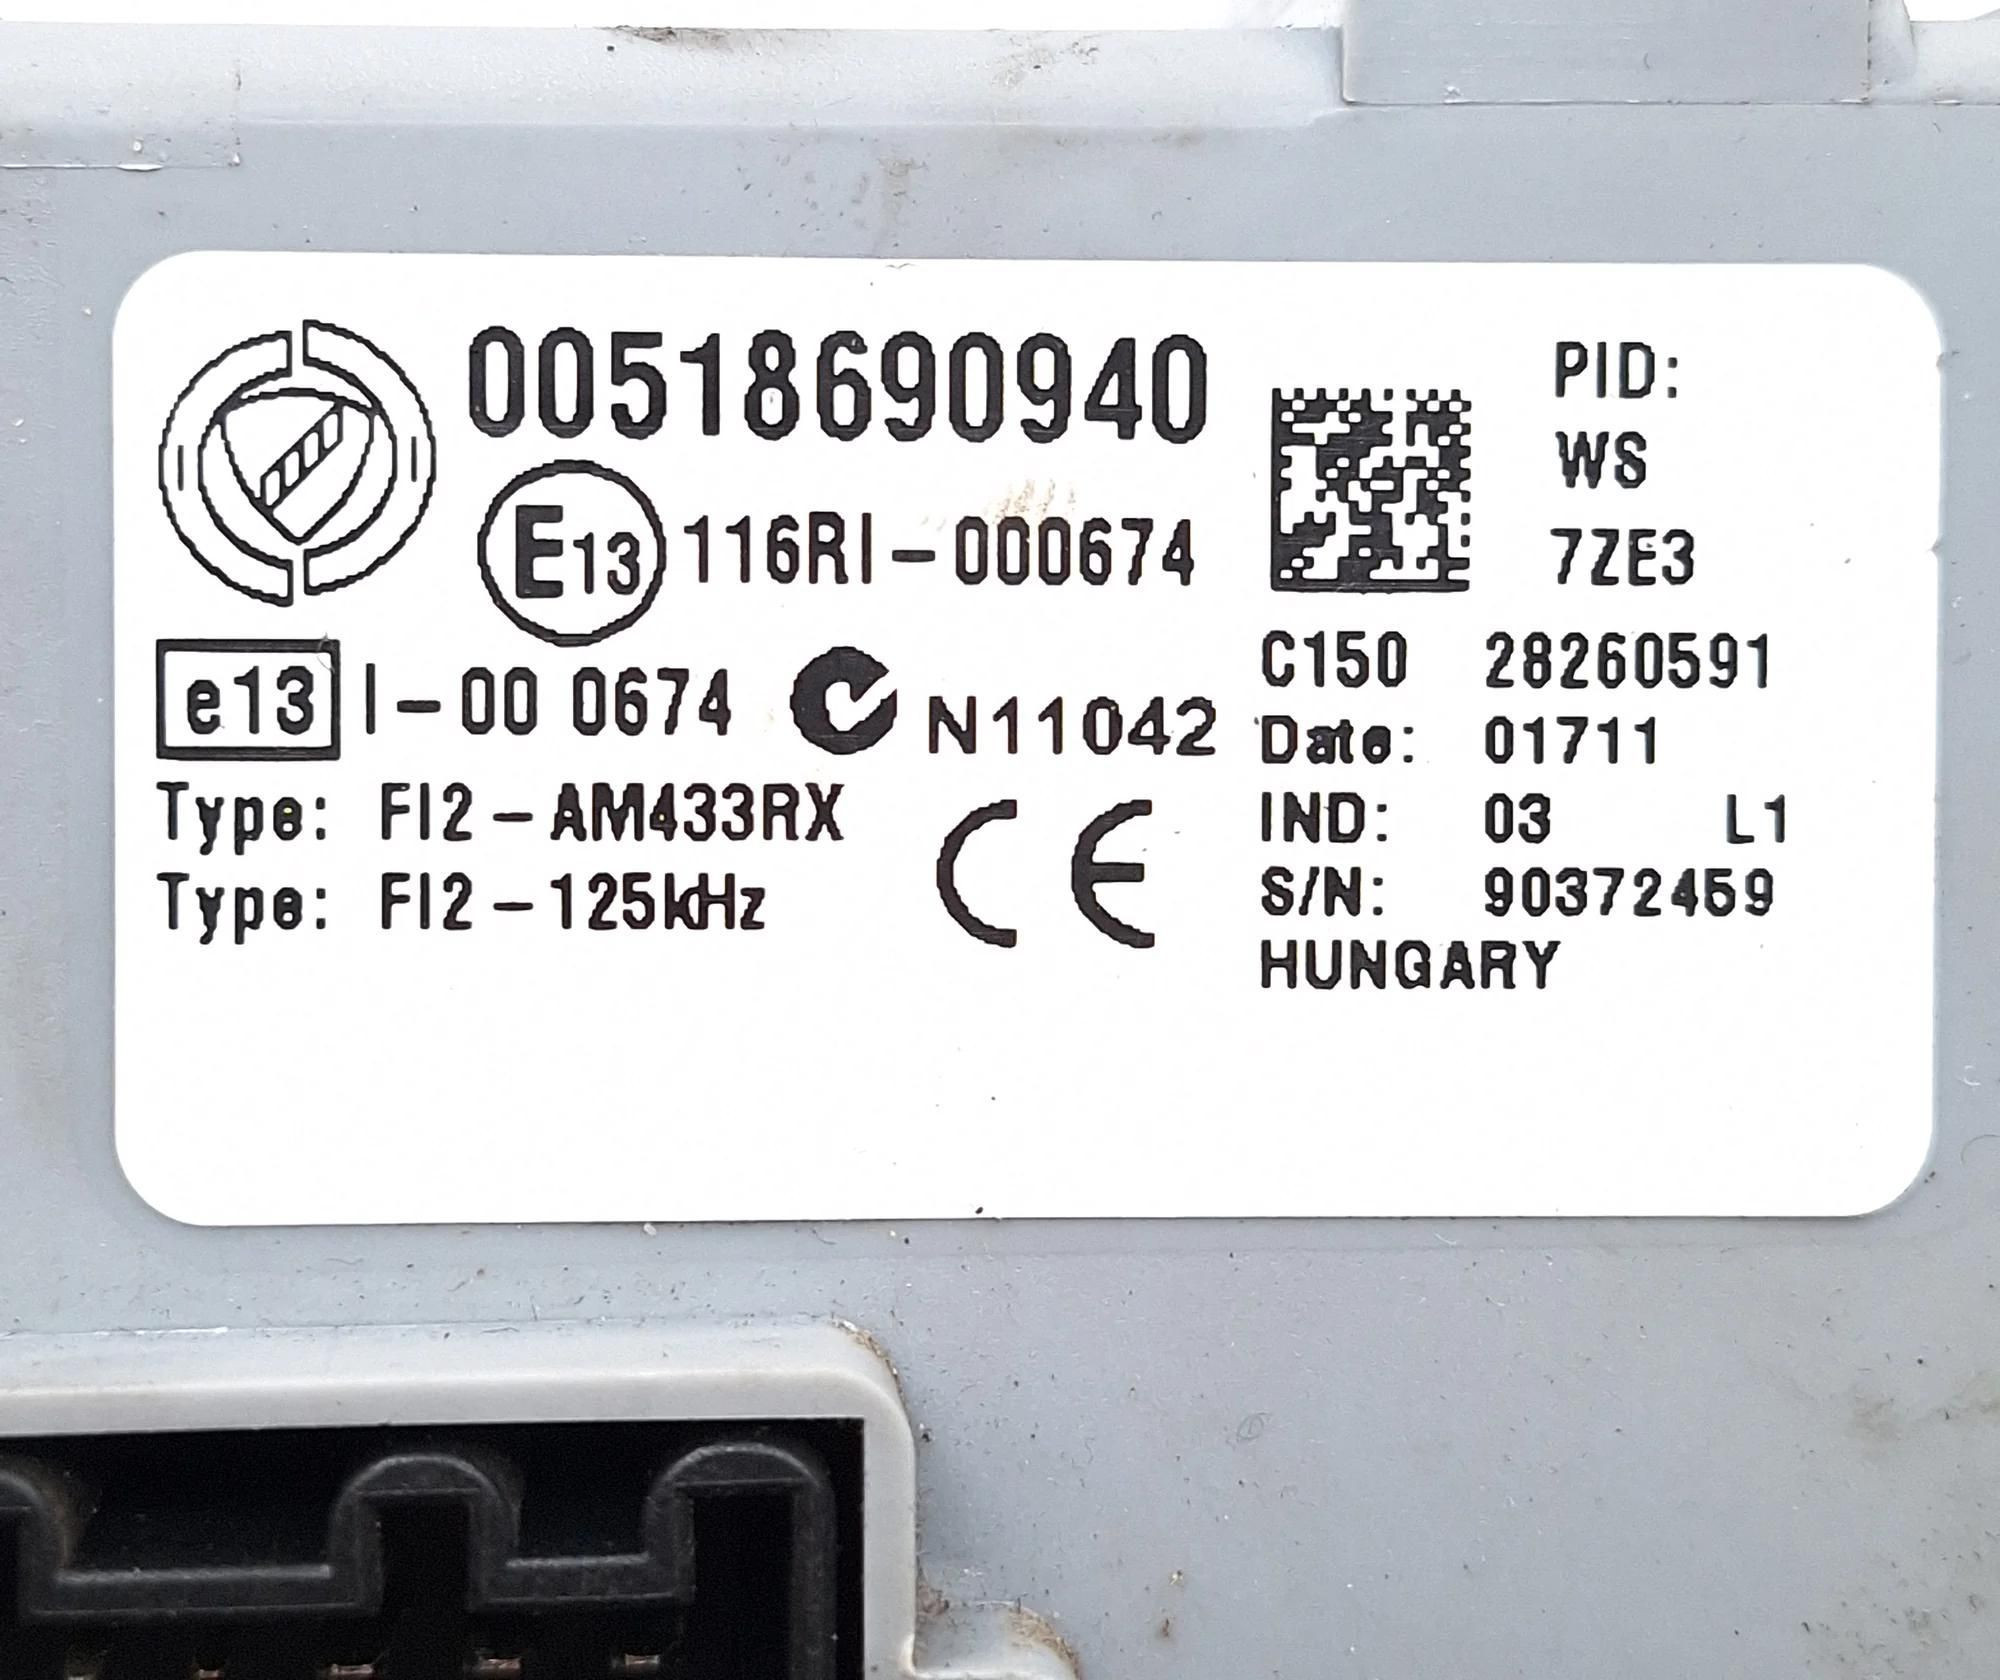 00518690940
E13 116RI-000674
e13 I-00 0674 N11042
Type: FI2-AM433RX
Type: FI2-125kHz
CE
PID:
WS
7ZE3
C150 28260591
Date: 01711
IND: 03 L1
S/N: 90372459
HUNGARY